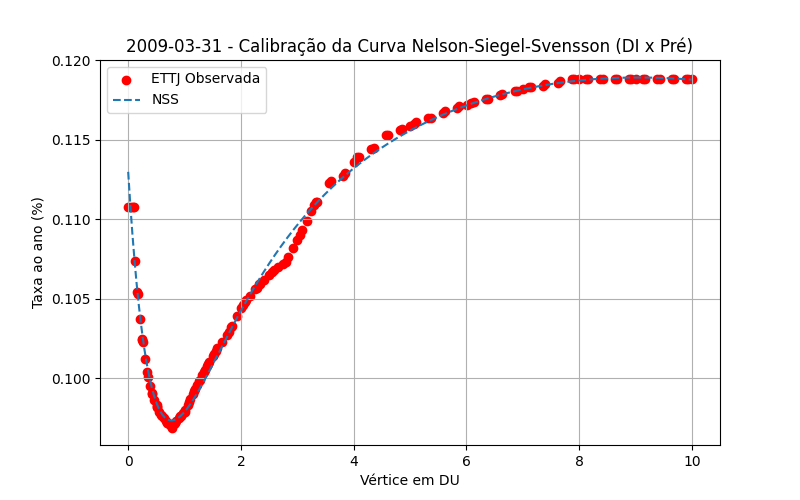 2009-03-31 - Calibração da Curva Nelson-Siegel-Svensson (DI x Pré)
ETTJ Observada
NSS
Taxa ao ano (%)
0.120
0.115
0.110
0.105
0.100
0 2 4 6 8 10
Vértice em DU